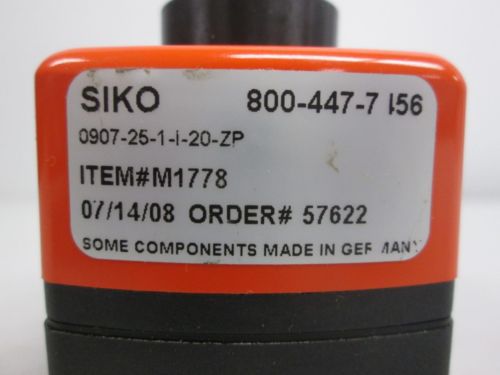 SIKO 800-447-7456
0907-25-1-i-20-ZP
ITEM#M1778
07/14/08 ORDER# 57622
SOME COMPONENTS MADE IN GERMANY